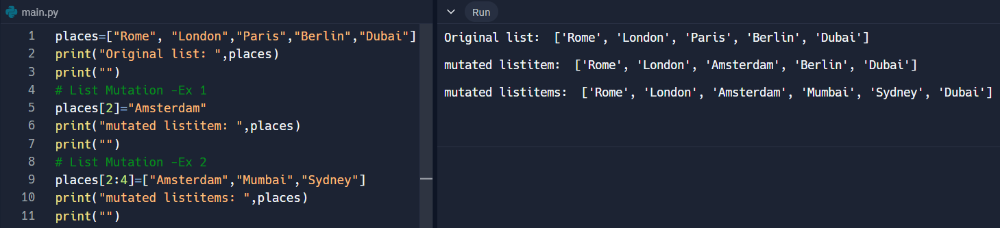 main.py
1 places=["Rome", "London","Paris","Berlin","Dubai"]
2 print("Original list: ",places)
3 print("")
4 # List Mutation -Ex 1
5 places[2]="Amsterdam"
6 print("mutated listitem: ",places)
7 print("")
8 # List Mutation -Ex 2
9 places[2:4]=["Amsterdam","Mumbai","Sydney"]
10 print("mutated listitems: ",places)
11 print("")
Run
Original list:  ['Rome', 'London', 'Paris', 'Berlin', 'Dubai']
mutated listitem:  ['Rome', 'London', 'Amsterdam', 'Berlin', 'Dubai']
mutated listitems:  ['Rome', 'London', 'Amsterdam', 'Mumbai', 'Sydney', 'Dubai']